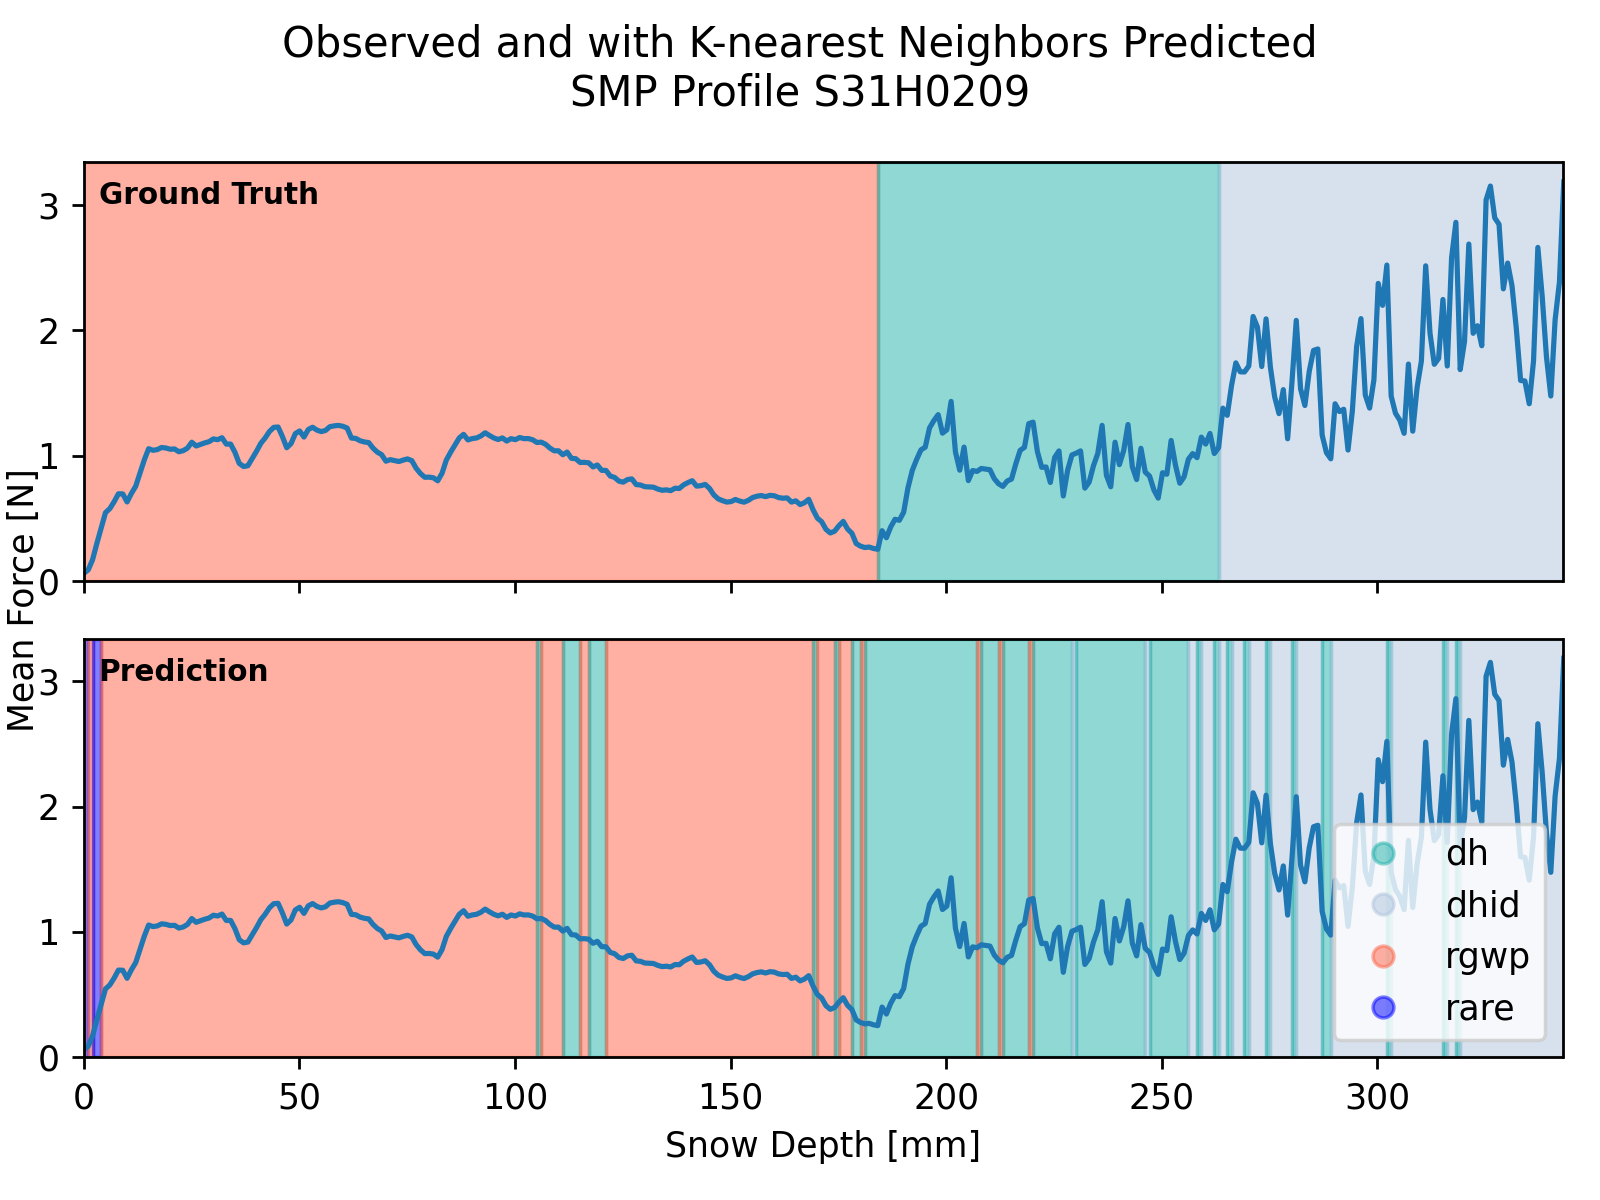 Observed and with K-nearest Neighbors Predicted
SMP Profile S31H0209
Mean Force [N]
Ground Truth
3
2
1
0
Prediction
3
2
1
0
dh
dhid
rgwp
rare
0 50 100 150 200 250 300
Snow Depth [mm]